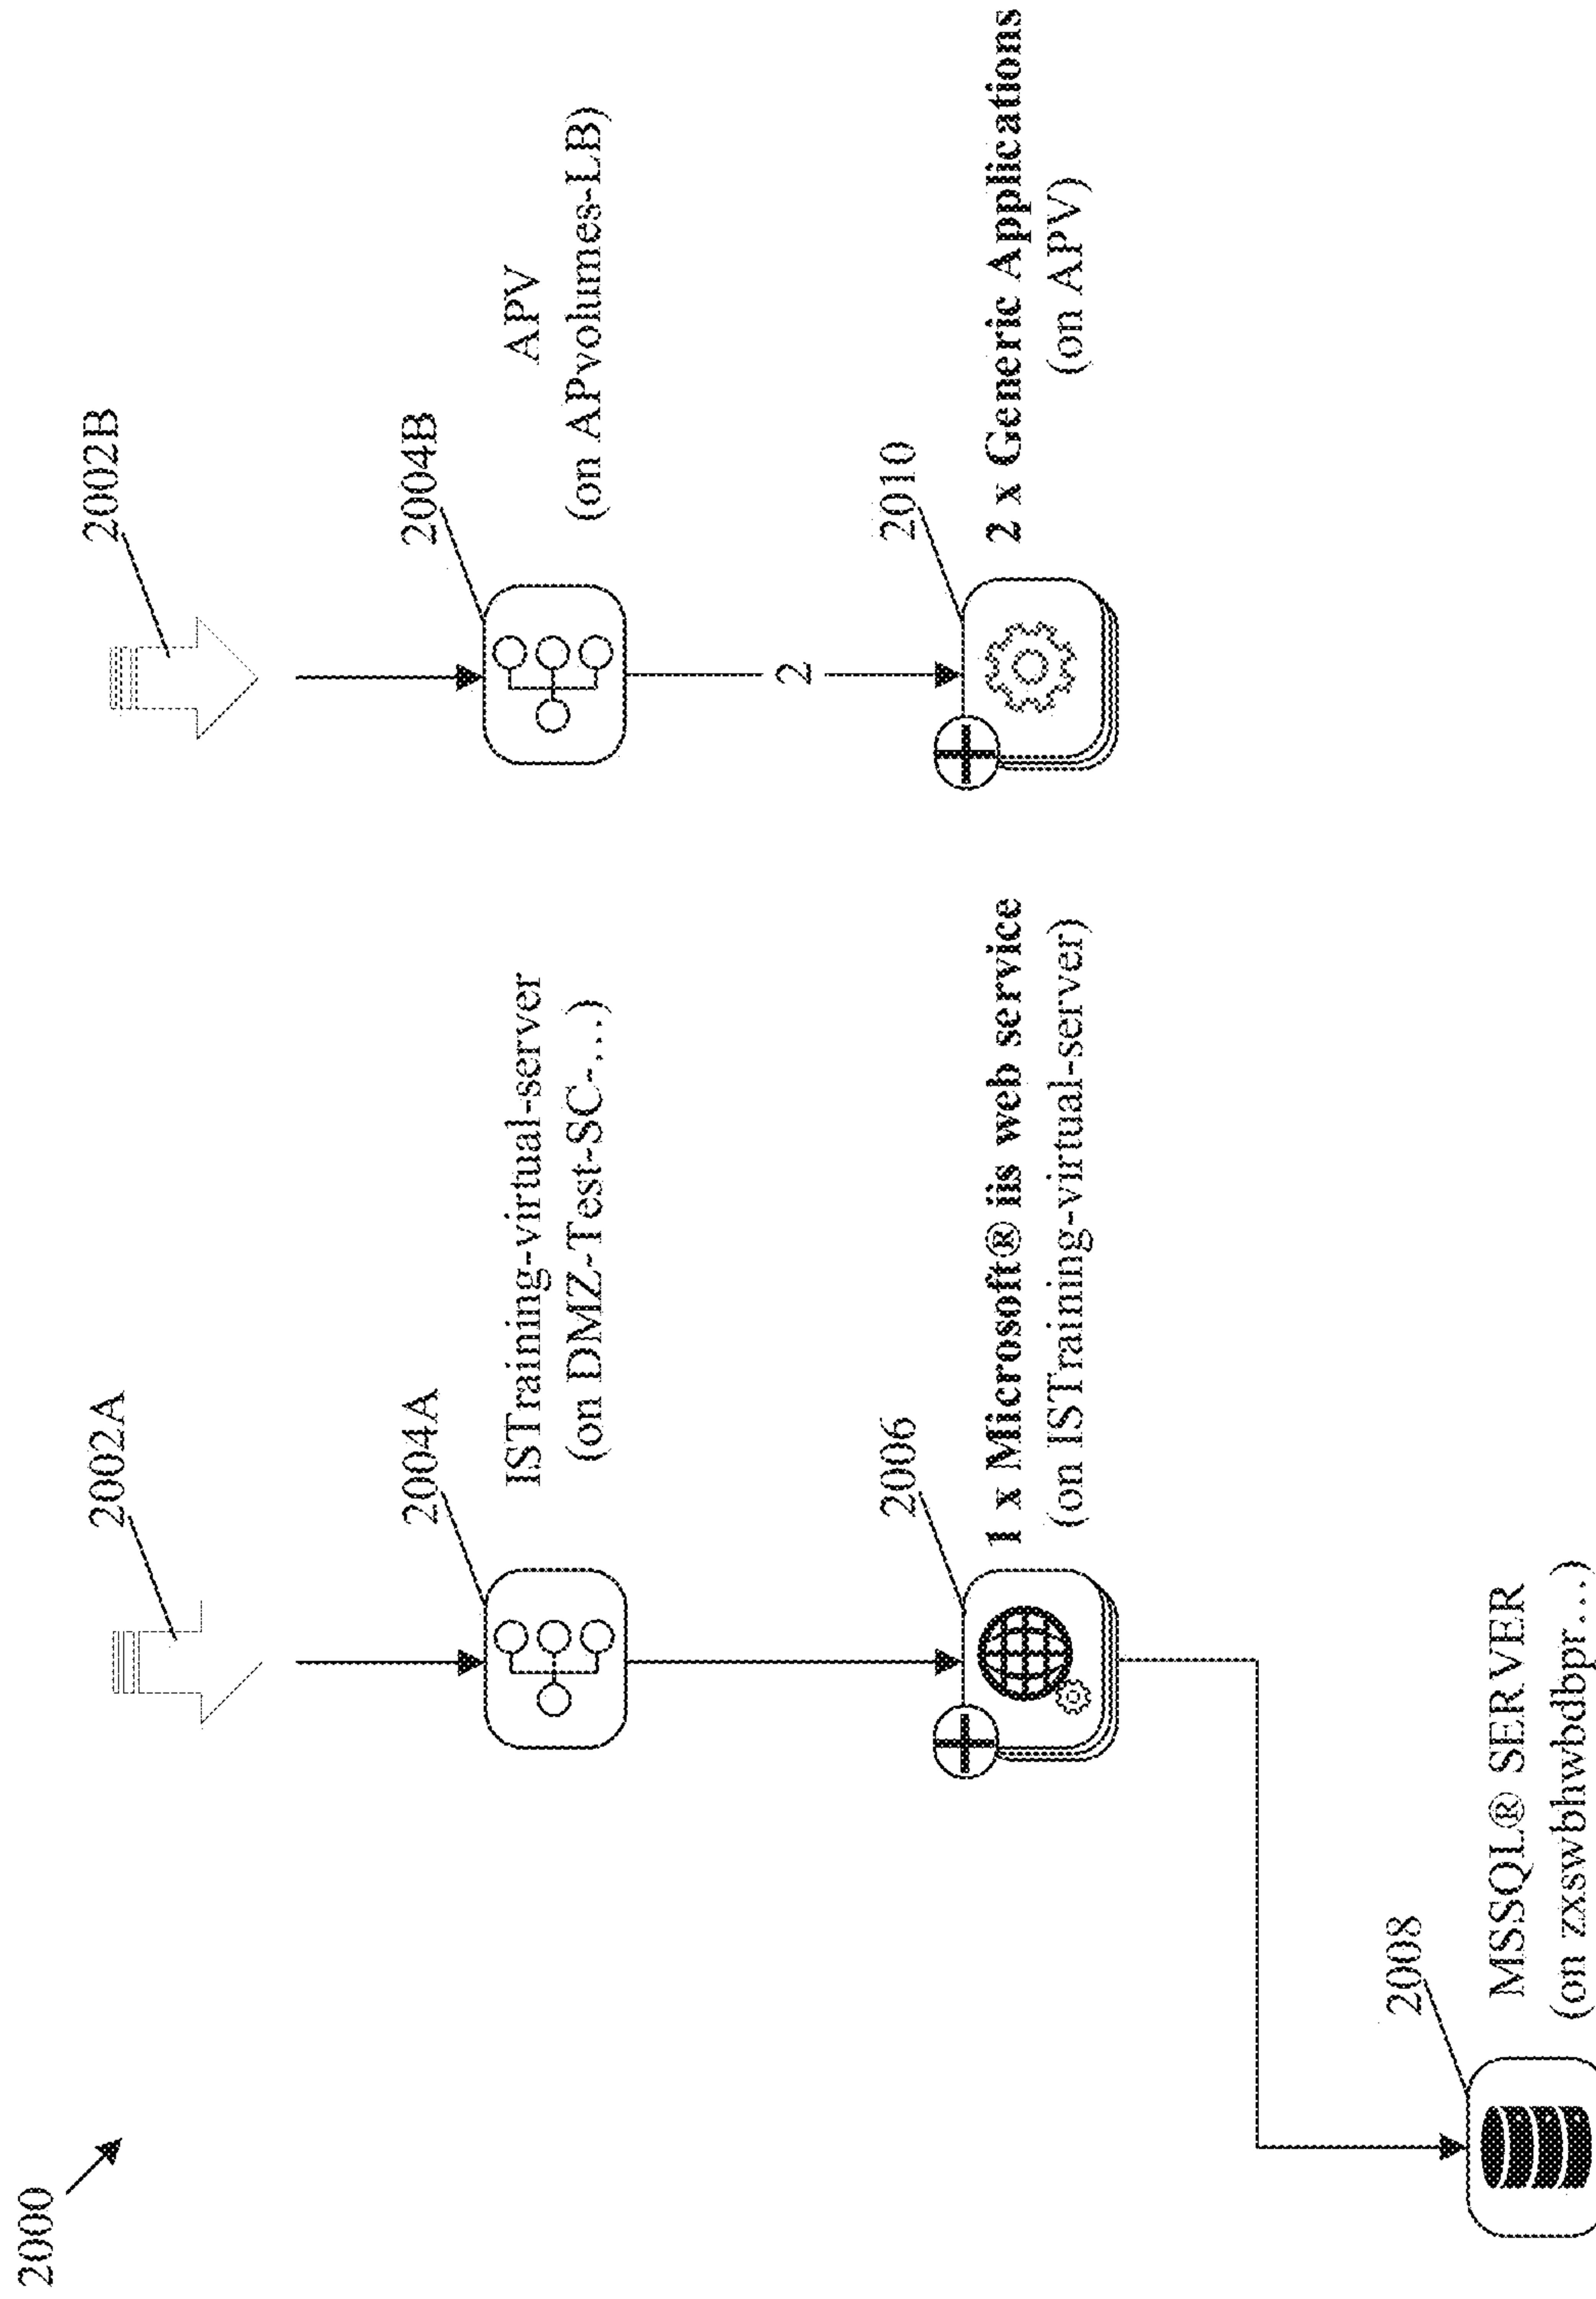 2000
2002A
2002B
2004A
ISTraining-virtual-server
(on DMZ-Test-SC-...)
2004B
APV
(on APvolumes-LB)
2
2006
1 x Microsoft® iis web service
(on ISTraining-virtual-server)
2010
2 x Generic Applications
(on APV)
2008
MSSQL® SERVER
(on zxswbhwbdbpr...)